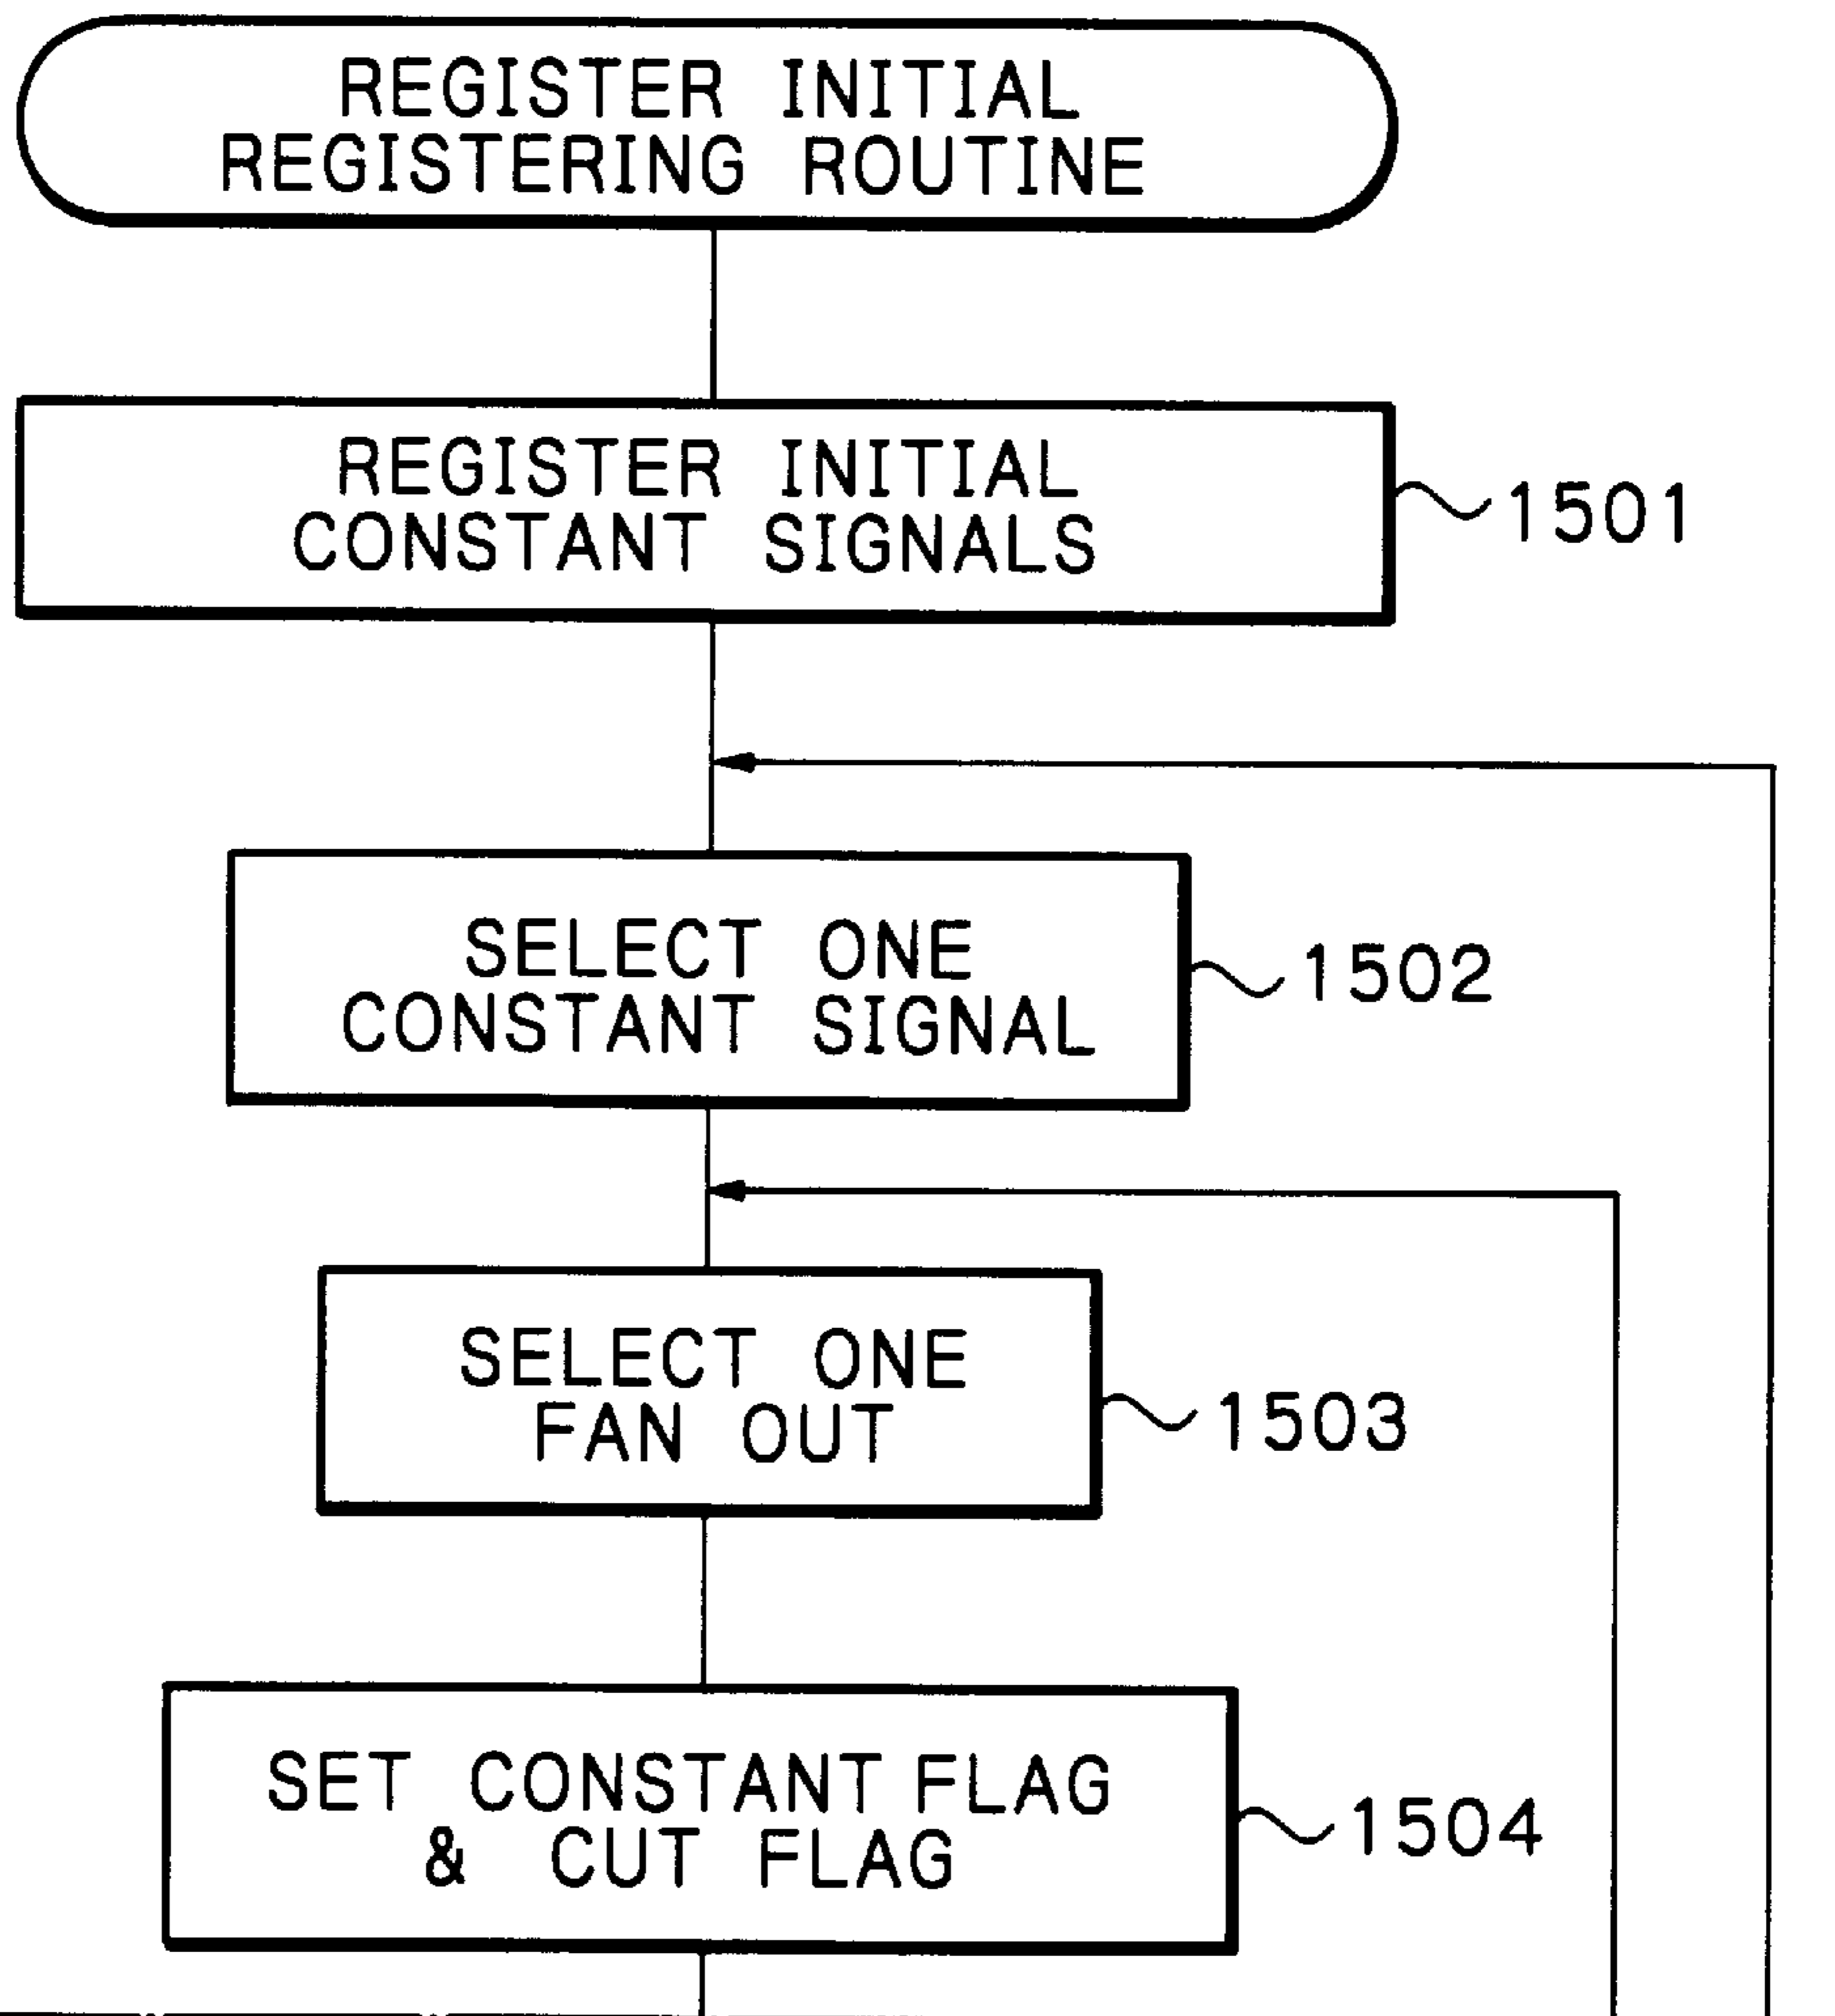 REGISTER INITIAL
REGISTERING ROUTINE
REGISTER INITIAL
CONSTANT SIGNALS
1501
SELECT ONE
CONSTANT SIGNAL
1502
SELECT ONE
FAN OUT
1503
SET CONSTANT FLAG
& CUT FLAG
1504